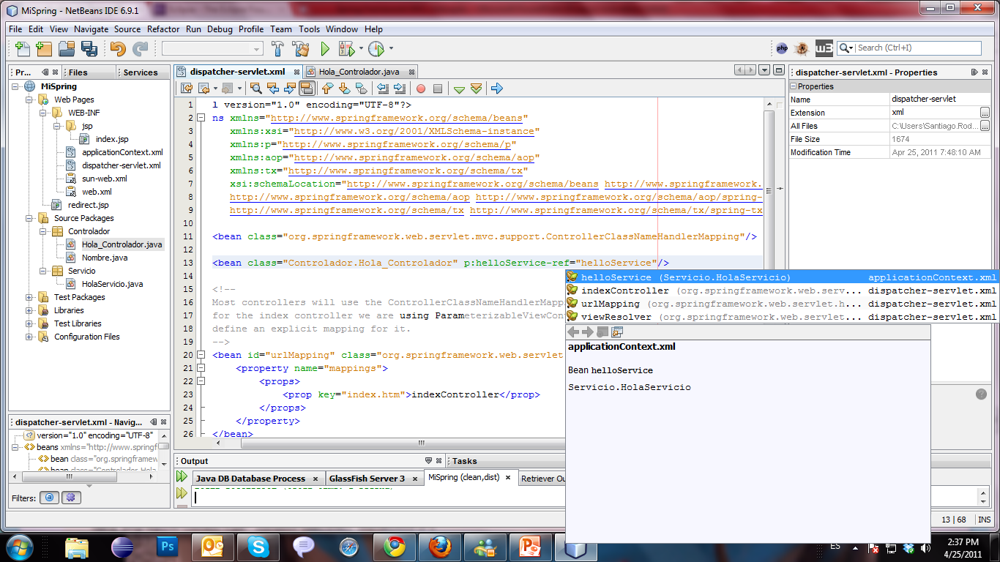 MiSpring - NetBeans IDE 6.9.1
File Edit View Navigate Source Refactor Run Debug Profile Team Tools Window Help
php w3 Search (Ctrl+I)
Pr... Files Services
MiSpring
Web Pages
WEB-INF
jsp
index.jsp
applicationContext.xml
dispatcher-servlet.xml
sun-web.xml
web.xml
redirect.jsp
Source Packages
Controlador
Hola_Controlador.java
Nombre.java
Servicio
HolaServicio.java
Test Packages
Libraries
Test Libraries
Configuration Files
dispatcher-servlet.xml - Navig...
version="1.0" encoding="UTF-8"
beans xmlns="http://www.springf
bean class="org.springframew
bean class="Controlador.Hola
Filters:
dispatcher-servlet.xml Hola_Controlador.java
1 l version="1.0" encoding="UTF-8"?>
2 ns xmlns="http://www.springframework.org/schema/beans"
3 xmlns:xsi="http://www.w3.org/2001/XMLSchema-instance"
4 xmlns:p="http://www.springframework.org/schema/p"
5 xmlns:aop="http://www.springframework.org/schema/aop"
6 xmlns:tx="http://www.springframework.org/schema/tx"
7 xsi:schemaLocation="http://www.springframework.org/schema/beans http://www.springframework.
8 http://www.springframework.org/schema/aop http://www.springframework.org/schema/aop/spring-
9 http://www.springframework.org/schema/tx http://www.springframework.org/schema/tx/spring-tx
10
11 <bean class="org.springframework.web.servlet.mvc.support.ControllerClassNameHandlerMapping"/>
12
13 <bean class="Controlador.Hola_Controlador" p:helloService-ref="helloService"/>
14
15 <!--
16 Most controllers will use the ControllerClassNameHandlerMapp
17 for the index controller we are using ParameterizableViewCont
18 define an explicit mapping for it.
19 -->
20 <bean id="urlMapping" class="org.springframework.web.servlet
21 <property name="mappings">
22 <props>
23 <prop key="index.htm">indexController</prop>
24 </props>
25 </property>
26 </bean>
helloService (Servicio.HolaServicio) applicationContext.xml
indexController (org.springframework.web.serv... dispatcher-servlet.xml
urlMapping (org.springframework.web.servlet.h... dispatcher-servlet.xml
viewResolver (org.springframework.web.servlet... dispatcher-servlet.xml
applicationContext.xml
Bean helloService
Servicio.HolaServicio
dispatcher-servlet.xml - Properties
Properties
Name dispatcher-servlet
Extension xml
All Files C:\Users\Santiago.Rod...
File Size 1674
Modification Time Apr 25, 2011 7:48:10 AM
Output Tasks
Java DB Database Process GlassFish Server 3 MiSpring (clean,dist) Retriever Ou
13 | 68 INS
Ps
ES
2:37 PM
4/25/2011